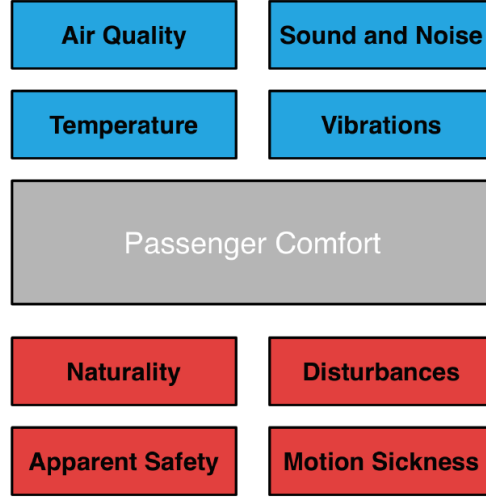 Air Quality
Sound and Noise
Temperature
Vibrations
Passenger Comfort
Naturality
Disturbances
Apparent Safety
Motion Sickness